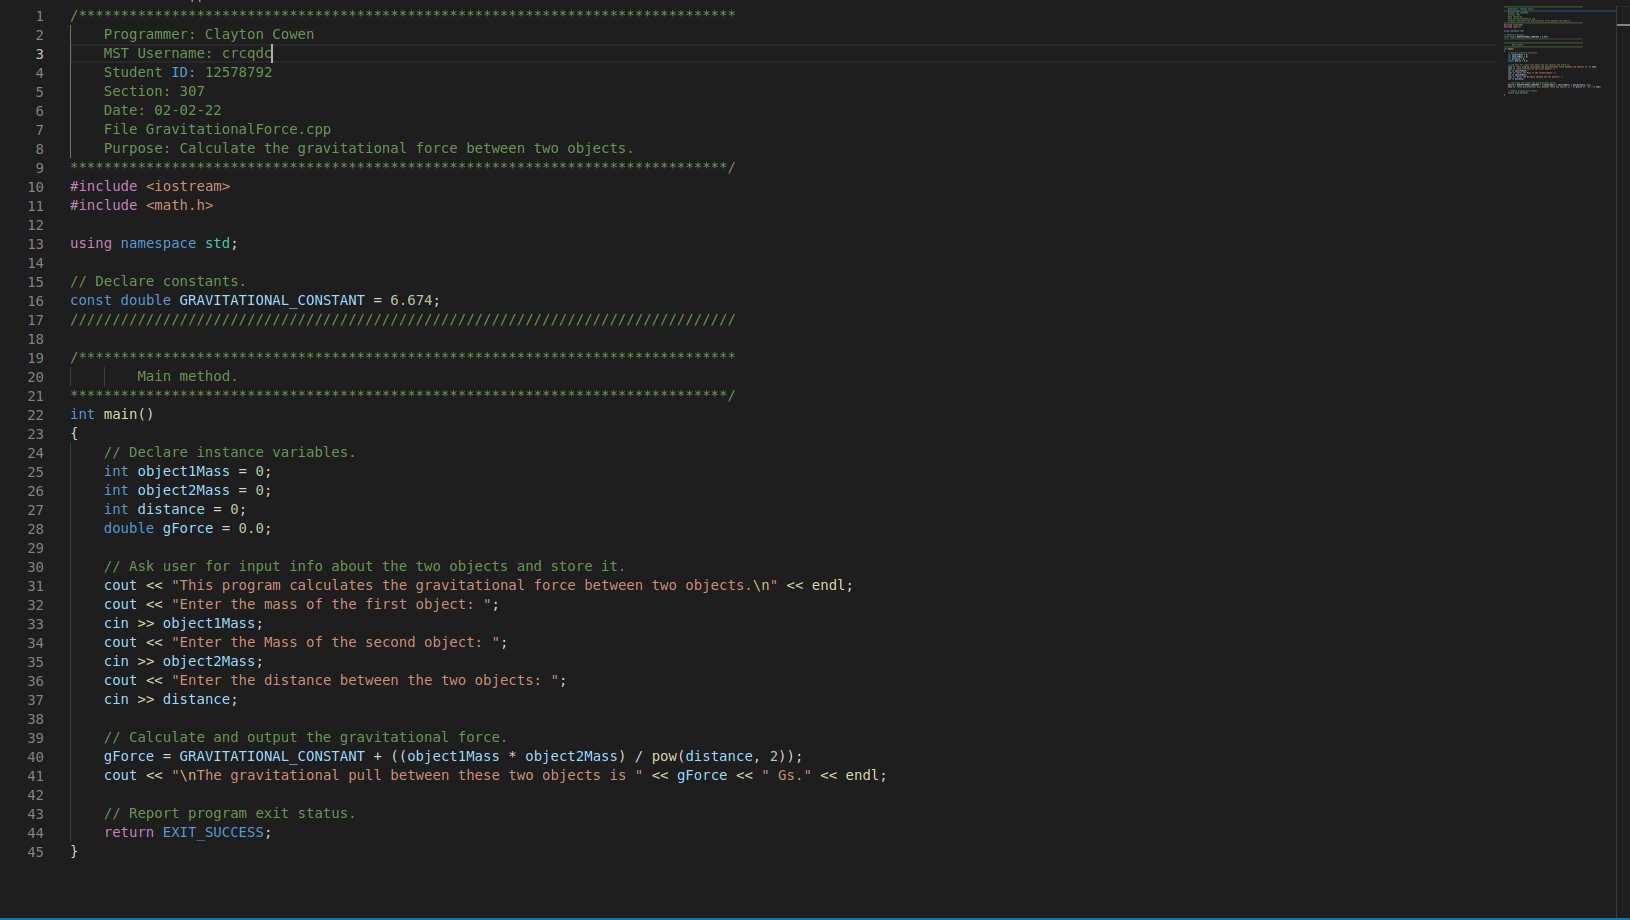 1 /******************************************************************************
2     Programmer: Clayton Cowen
3     MST Username: crcqdc
4     Student ID: 12578792
5     Section: 307
6     Date: 02-02-22
7     File GravitationalForce.cpp
8     Purpose: Calculate the gravitational force between two objects.
9 ******************************************************************************/
10 #include <iostream>
11 #include <math.h>
12
13 using namespace std;
14
15 // Declare constants.
16 const double GRAVITATIONAL_CONSTANT = 6.674;
17 ///////////////////////////////////////////////////////////////////////////////
18
19 /******************************************************************************
20         Main method.
21 ******************************************************************************/
22 int main()
23 {
24     // Declare instance variables.
25     int object1Mass = 0;
26     int object2Mass = 0;
27     int distance = 0;
28     double gForce = 0.0;
29
30     // Ask user for input info about the two objects and store it.
31     cout << "This program calculates the gravitational force between two objects.\n" << endl;
32     cout << "Enter the mass of the first object: ";
33     cin >> object1Mass;
34     cout << "Enter the Mass of the second object: ";
35     cin >> object2Mass;
36     cout << "Enter the distance between the two objects: ";
37     cin >> distance;
38
39     // Calculate and output the gravitational force.
40     gForce = GRAVITATIONAL_CONSTANT + ((object1Mass * object2Mass) / pow(distance, 2));
41     cout << "\nThe gravitational pull between these two objects is " << gForce << " Gs." << endl;
42
43     // Report program exit status.
44     return EXIT_SUCCESS;
45 }